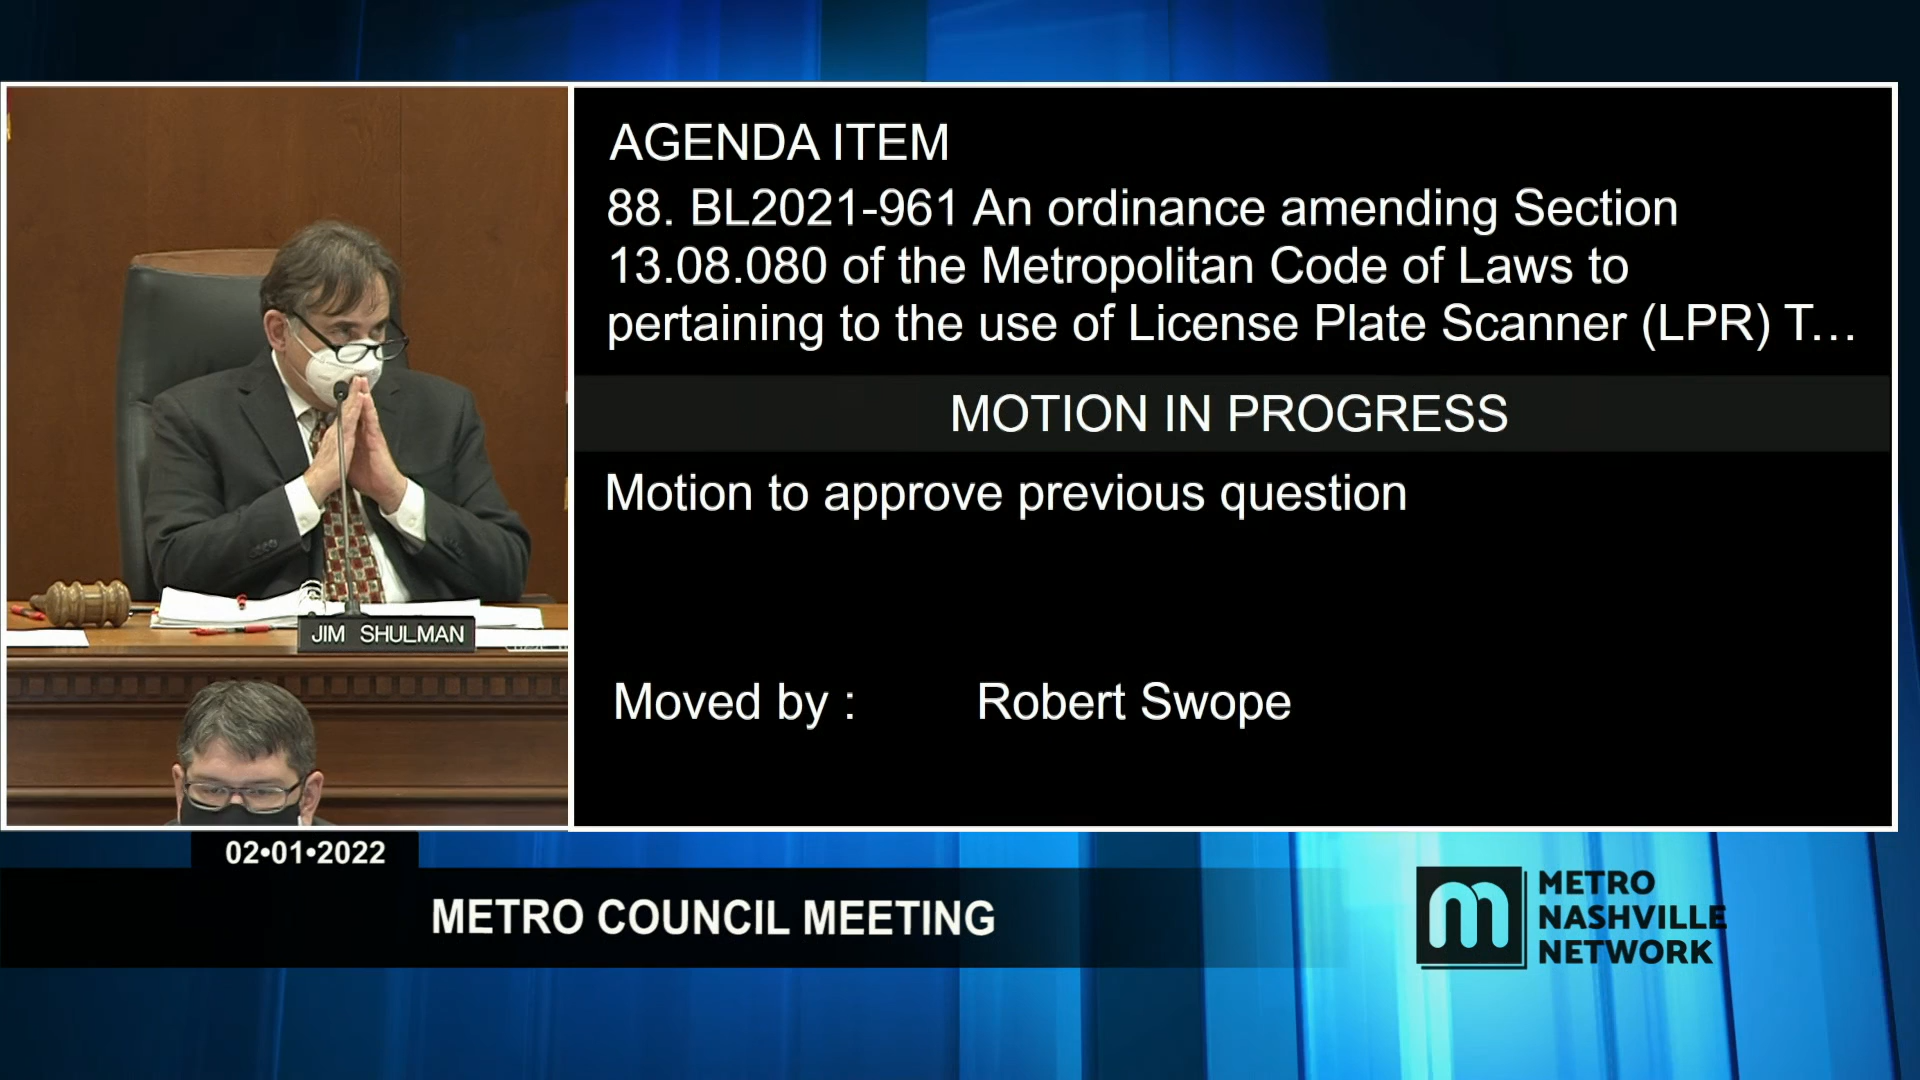 AGENDA ITEM
88. BL2021-961 An ordinance amending Section
13.08.080 of the Metropolitan Code of Laws to
pertaining to the use of License Plate Scanner (LPR) T...
MOTION IN PROGRESS
Motion to approve previous question
Moved by : Robert Swope
JIM SHULMAN
02•01•2022
METRO COUNCIL MEETING
m
METRO
NASHVILLE
NETWORK